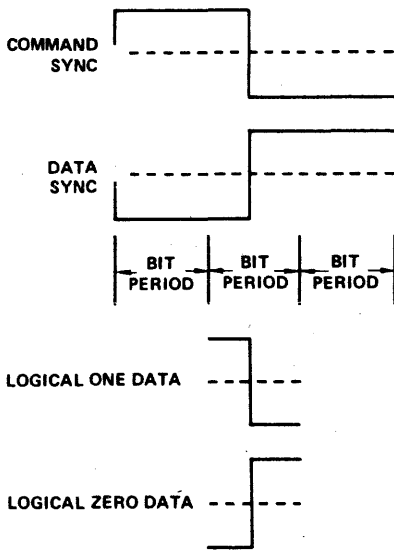 COMMAND
SYNC
DATA
SYNC
BIT
PERIOD
BIT
PERIOD
BIT
PERIOD
LOGICAL ONE DATA
LOGICAL ZERO DATA